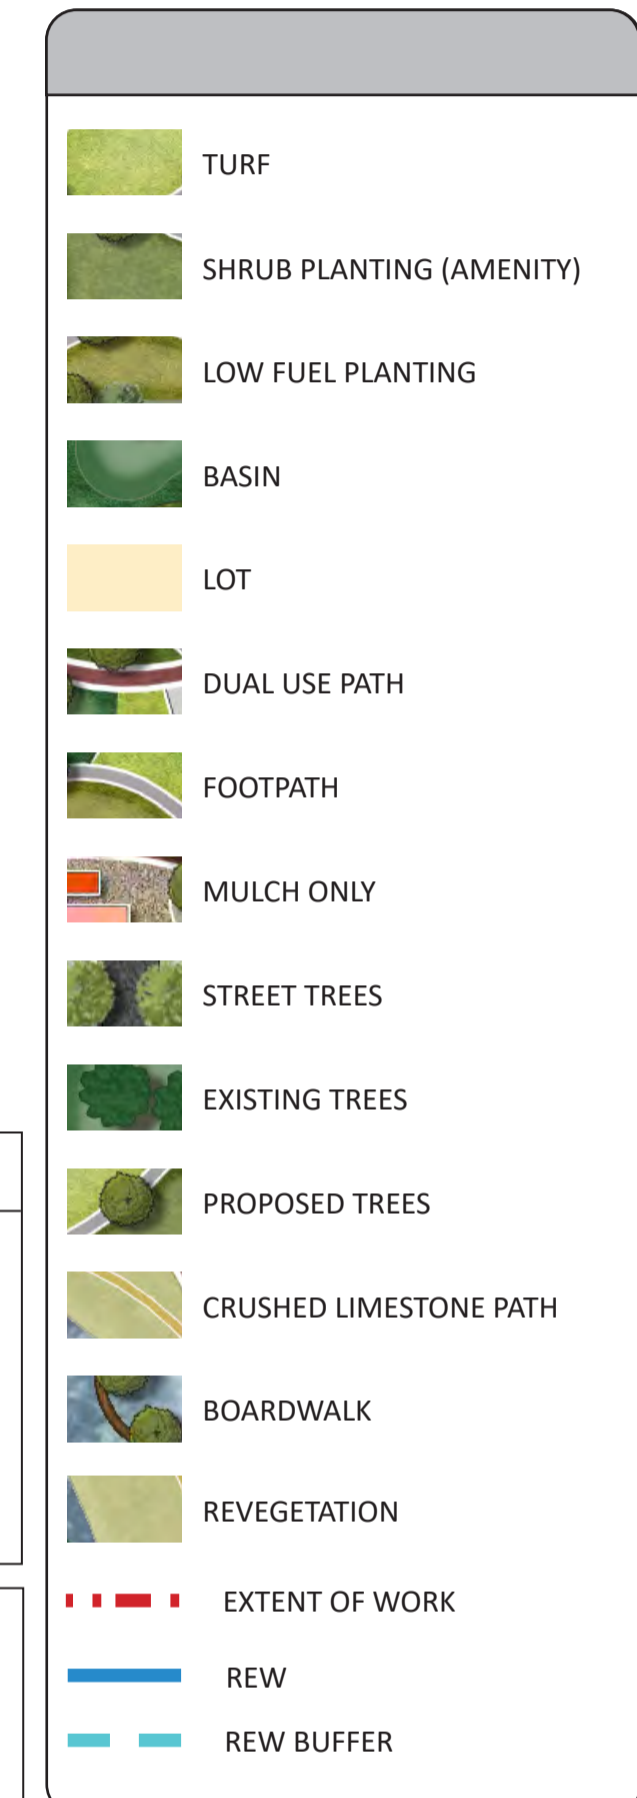 TURF
SHRUB PLANTING (AMENITY)
LOW FUEL PLANTING
BASIN
LOT
DUAL USE PATH
FOOTPATH
MULCH ONLY
STREET TREES
EXISTING TREES
PROPOSED TREES
CRUSHED LIMESTONE PATH
BOARDWALK
REVEGETATION
EXTENT OF WORK
REW
REW BUFFER